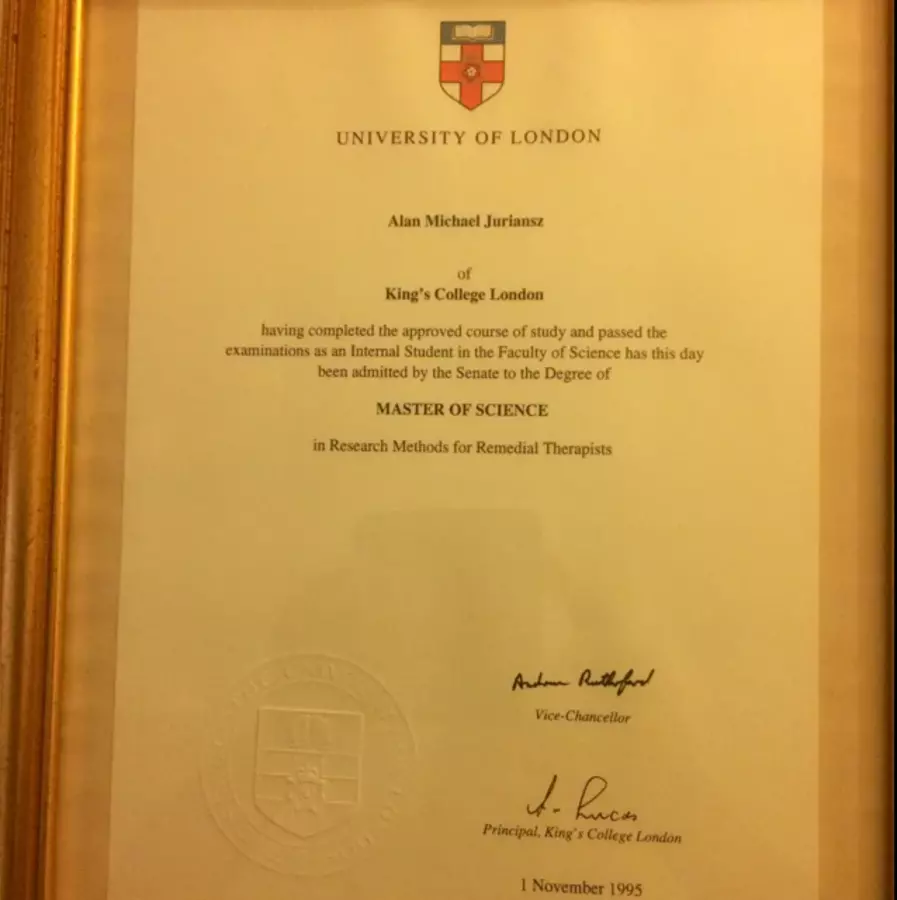 UNIVERSITY OF LONDON
Alan Michael Juriansz
of
King's College London
having completed the approved course of study and passed the
examinations as an Internal Student in the Faculty of Science has this day
been admitted by the Senate to the Degree of
MASTER OF SCIENCE
in Research Methods for Remedial Therapists
Andrew Rutherford
Vice-Chancellor
A. Lucas
Principal, King's College London
1 November 1995